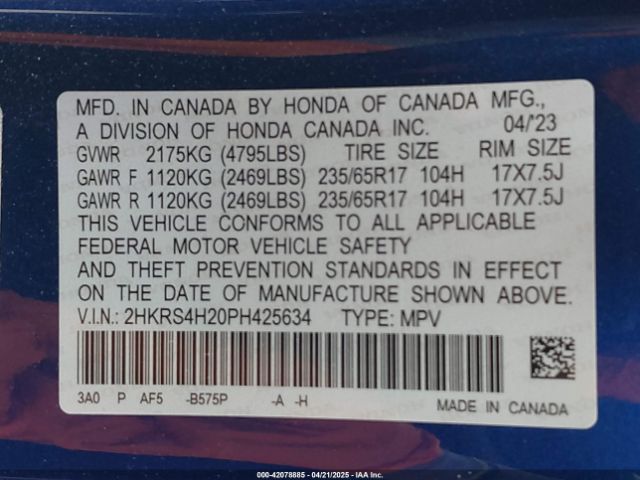 MFD. IN CANADA BY HONDA OF CANADA MFG.,
A DIVISION OF HONDA CANADA INC. 04/'23
GVWR 2175KG (4795LBS) TIRE SIZE RIM SIZE
GAWR F 1120KG (2469LBS) 235/65R17 104H 17X7.5J
GAWR R 1120KG (2469LBS) 235/65R17 104H 17X7.5J
THIS VEHICLE CONFORMS TO ALL APPLICABLE
FEDERAL MOTOR VEHICLE SAFETY
AND THEFT PREVENTION STANDARDS IN EFFECT
ON THE DATE OF MANUFACTURE SHOWN ABOVE.
V.I.N.: 2HKRS4H20PH425634 TYPE: MPV
3A0 P AF5 -B575P -A -H
MADE IN CANADA
000-42078885 - 04/21/2025 - IAA Inc.